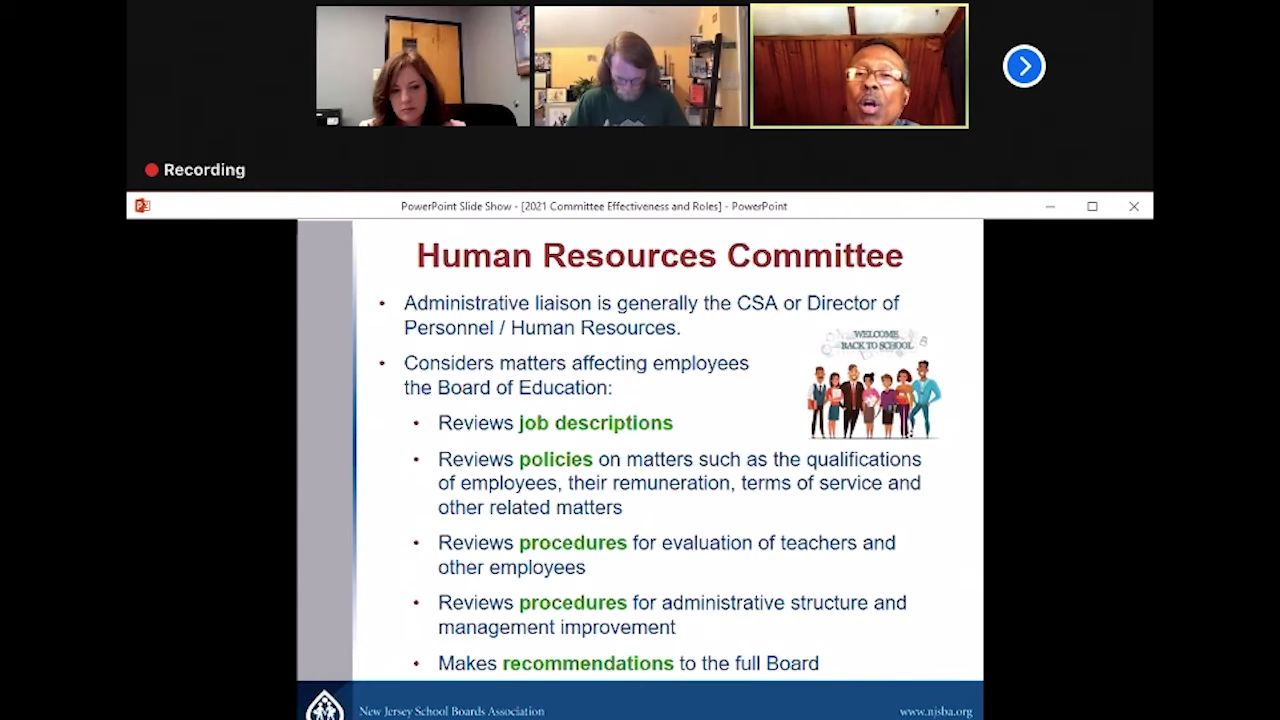 Recording
PowerPoint Slide Show - [2021 Committee Effectiveness and Roles] - PowerPoint
Human Resources Committee
• Administrative liaison is generally the CSA or Director of
Personnel / Human Resources.
WELCOME
BACK TO SCHOOL
• Considers matters affecting employees
the Board of Education:
• Reviews job descriptions
• Reviews policies on matters such as the qualifications
of employees, their remuneration, terms of service and
other related matters
• Reviews procedures for evaluation of teachers and
other employees
• Reviews procedures for administrative structure and
management improvement
• Makes recommendations to the full Board
New Jersey School Boards Association
www.njsba.org